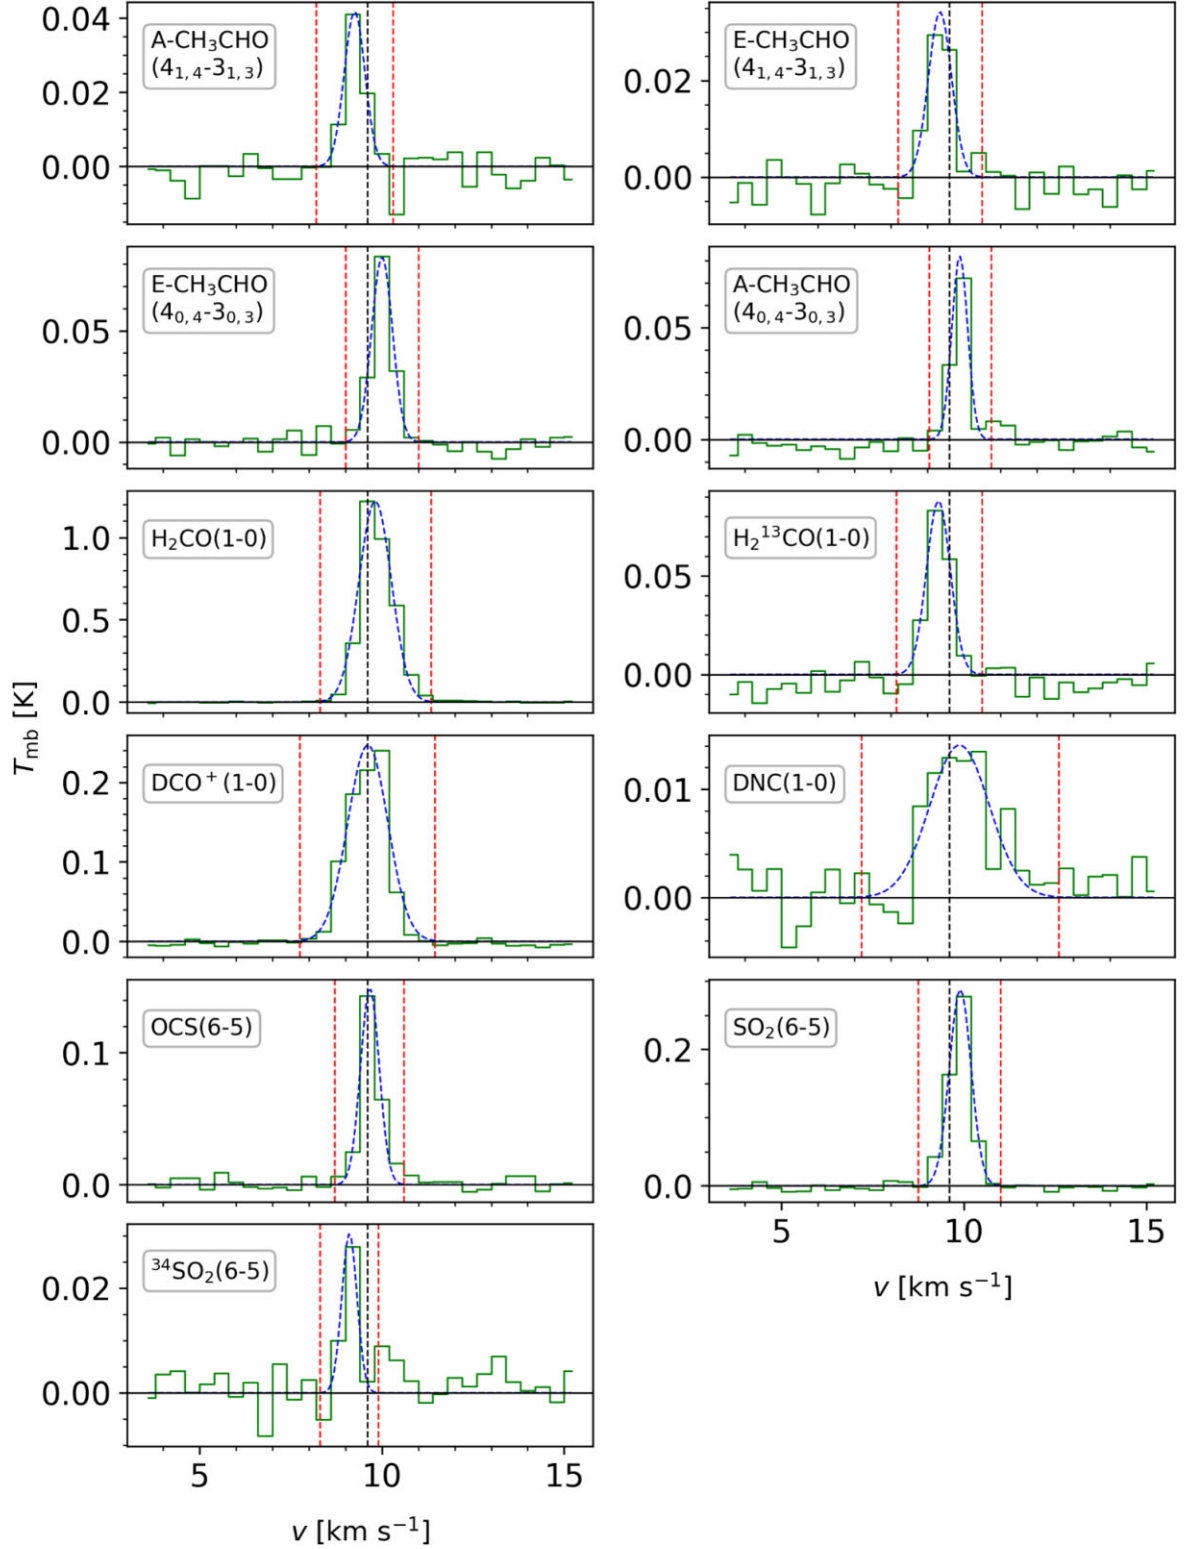 0.04
0.02
0.00
A-CH₃CHO
(4₁,₄-3₁,₃)
0.02
0.00
E-CH₃CHO
(4₁,₄-3₁,₃)
0.05
0.00
E-CH₃CHO
(4₀,₄-3₀,₃)
0.05
0.00
A-CH₃CHO
(4₀,₄-3₀,₃)
1.0
0.5
0.0
H₂CO(1-0)
0.05
0.00
H₂¹³CO(1-0)
T_mb [K]
0.2
0.1
0.0
DCO⁺(1-0)
0.01
0.00
DNC(1-0)
0.1
0.0
OCS(6-5)
0.2
0.0
SO₂(6-5)
5 10 15
v [km s⁻¹]
0.02
0.00
³⁴SO₂(6-5)
5 10 15
v [km s⁻¹]